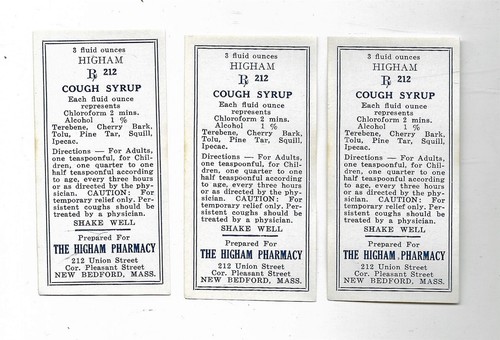 3 fluid ounces
HIGHAM
℞ 212
COUGH SYRUP
Each fluid ounce
represents
Chloroform 2 mins.
Alcohol 1 %
Terebene, Cherry Bark,
Tolu, Pine Tar, Squill,
Ipecac.
Directions — For Adults,
one teaspoonful, for Chil-
dren, one quarter to one
half teaspoonful according
to age, every three hours
or as directed by the phy-
sician. CAUTION: For
temporary relief only. Per-
sistent coughs should be
treated by a physician.
SHAKE WELL
Prepared For
THE HIGHAM PHARMACY
212 Union Street
Cor. Pleasant Street
NEW BEDFORD, MASS.
3 fluid ounces
HIGHAM
℞ 212
COUGH SYRUP
Each fluid ounce
represents
Chloroform 2 mins.
Alcohol 1 %
Terebene, Cherry Bark,
Tolu, Pine Tar, Squill,
Ipecac.
Directions — For Adults,
one teaspoonful, for Chil-
dren, one quarter to one
half teaspoonful according
to age, every three hours
or as directed by the phy-
sician. CAUTION: For
temporary relief only. Per-
sistent coughs should be
treated by a physician.
SHAKE WELL
Prepared For
THE HIGHAM PHARMACY
212 Union Street
Cor. Pleasant Street
NEW BEDFORD, MASS.
3 fluid ounces
HIGHAM
℞ 212
COUGH SYRUP
Each fluid ounce
represents
Chloroform 2 mins.
Alcohol 1 %
Terebene, Cherry Bark,
Tolu, Pine Tar, Squill,
Ipecac.
Directions — For Adults,
one teaspoonful, for Chil-
dren, one quarter to one
half teaspoonful according
to age, every three hours
or as directed by the phy-
sician. CAUTION: For
temporary relief only. Per-
sistent coughs should be
treated by a physician.
SHAKE WELL
Prepared For
THE HIGHAM PHARMACY
212 Union Street
Cor. Pleasant Street
NEW BEDFORD, MASS.